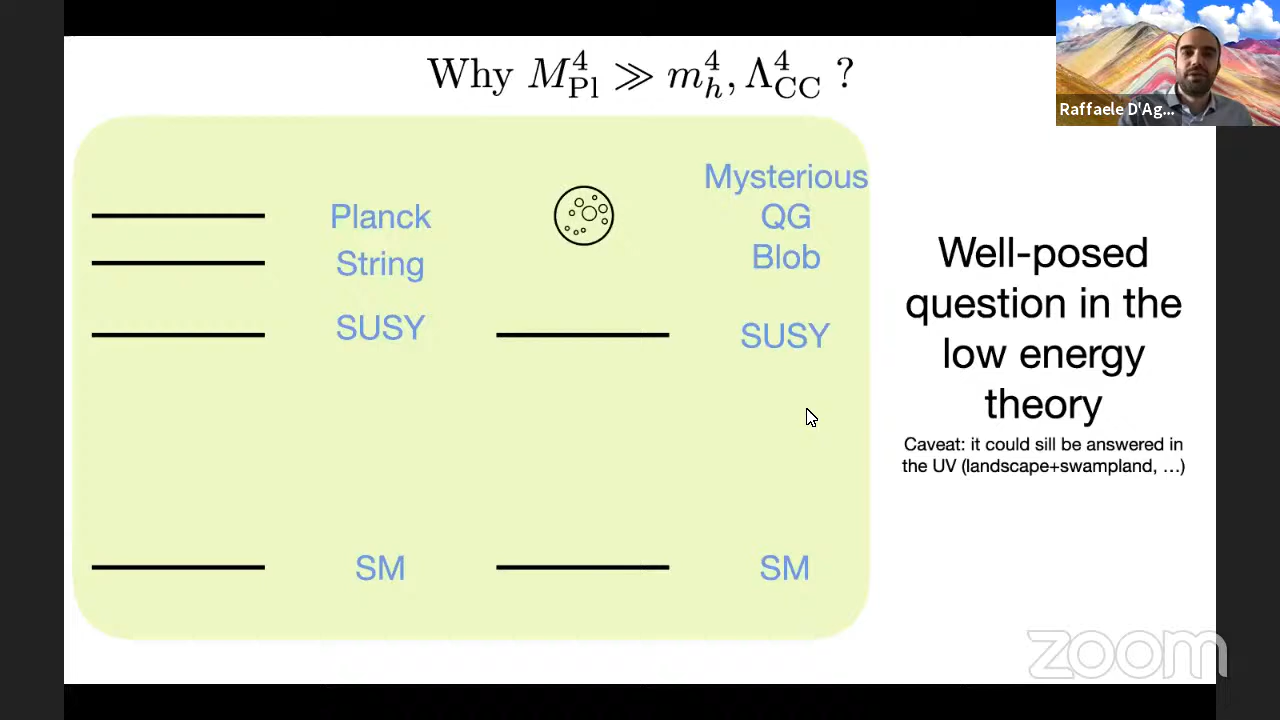 Why $M_{\mathrm{Pl}}^4 \gg m_h^4, \Lambda_{\mathrm{CC}}^4$ ?
Raffaele D'Ag...
Planck
String
SUSY
SM
Mysterious
QG
Blob
SUSY
SM
Well-posed
question in the
low energy
theory
Caveat: it could sill be answered in
the UV (landscape+swampland, …)
zoom